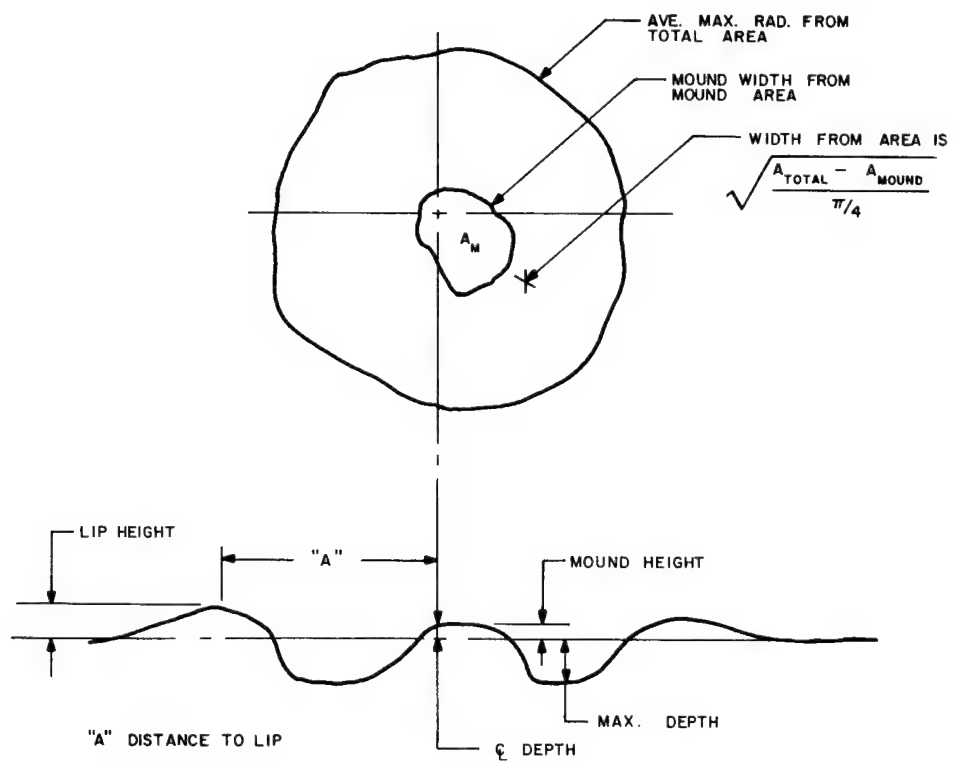 AVE. MAX. RAD. FROM
TOTAL AREA
MOUND WIDTH FROM
MOUND AREA
WIDTH FROM AREA IS
√((A_TOTAL − A_MOUND) / (π/4))
A_M
LIP HEIGHT
"A"
MOUND HEIGHT
MAX. DEPTH
"A" DISTANCE TO LIP
℄ DEPTH